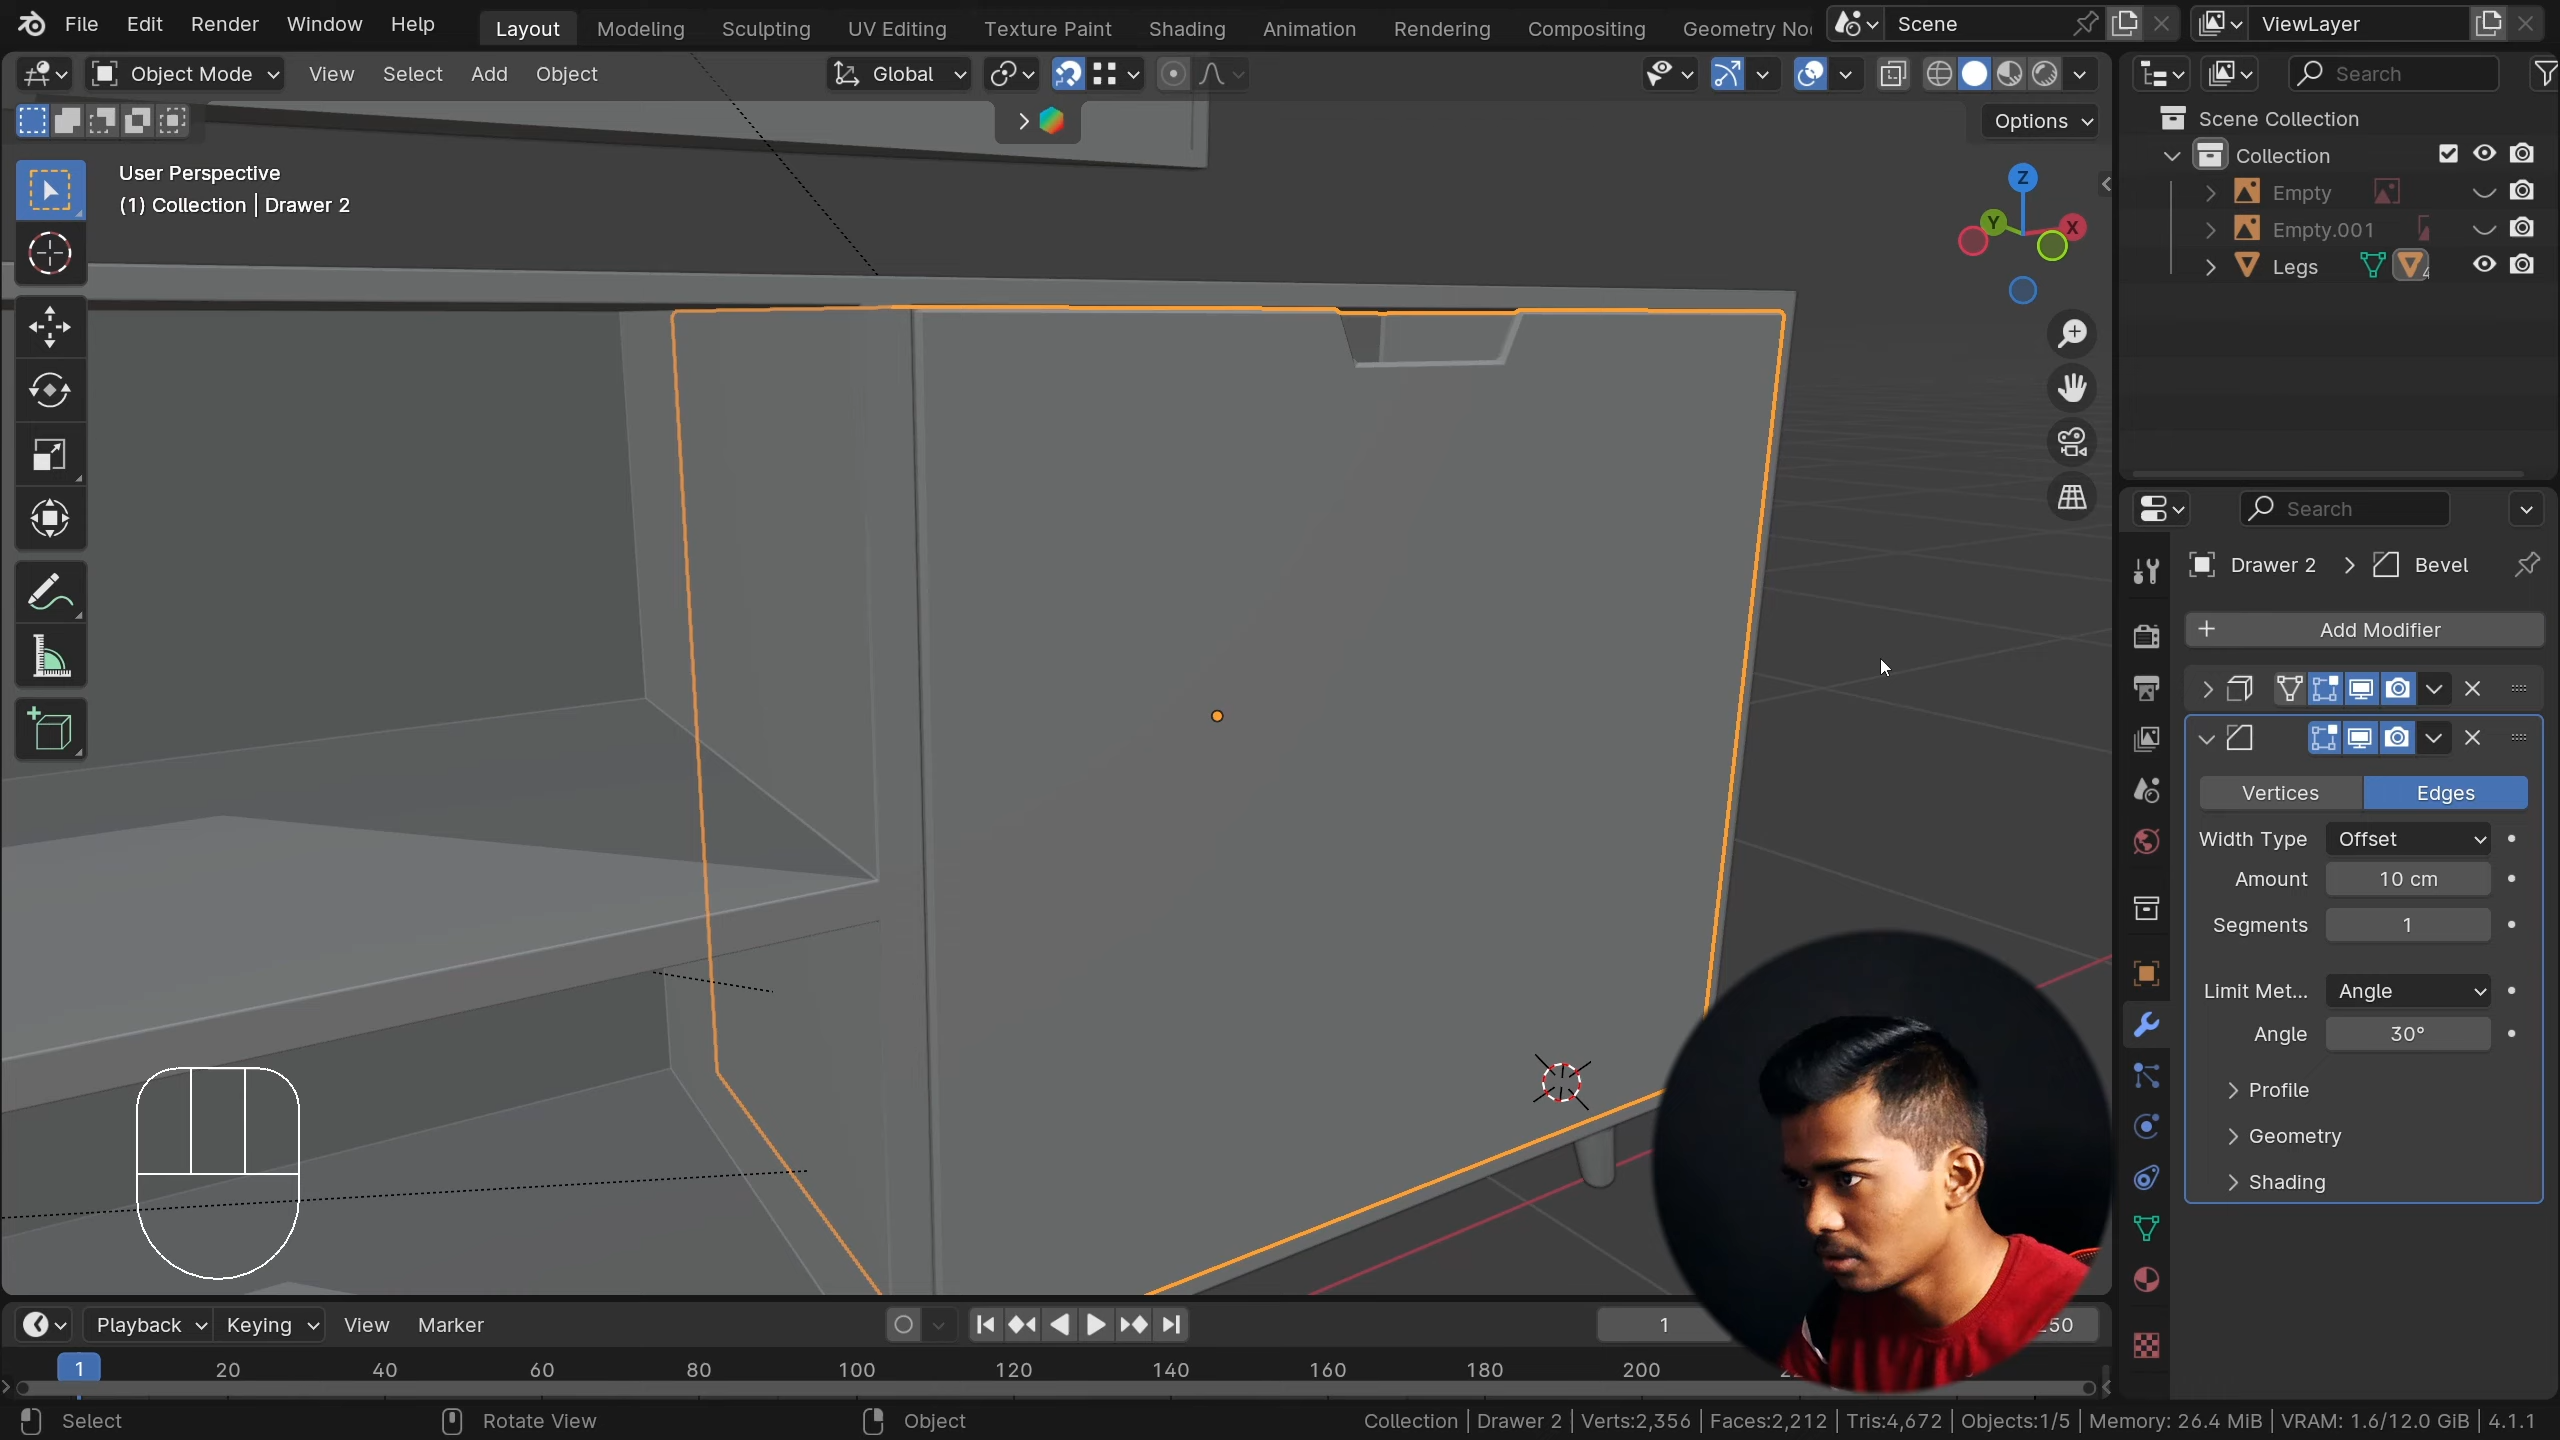 File Edit Render Window Help Layout Modeling Sculpting UV Editing Texture Paint Shading Animation Rendering Compositing Geometry No Scene ViewLayer
Object Mode View Select Add Object Global Search
Options
User Perspective
(1) Collection | Drawer 2
Z
Y
X
Scene Collection
Collection
Empty
Empty.001
Legs
Search
Drawer 2 > Bevel
Add Modifier
Vertices Edges
Width Type Offset
Amount 10 cm
Segments 1
Limit Met... Angle
Angle 30°
Profile
Geometry
Shading
Playback Keying View Marker 1 50
1 20 40 60 80 100 120 140 160 180 200
Select Rotate View Object Collection | Drawer 2 | Verts:2,356 | Faces:2,212 | Tris:4,672 | Objects:1/5 | Memory: 26.4 MiB | VRAM: 1.6/12.0 GiB | 4.1.1